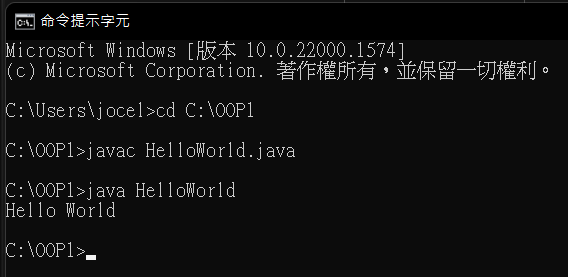 命令提示字元
Microsoft Windows [版本 10.0.22000.1574]
(c) Microsoft Corporation. 著作權所有，並保留一切權利。
C:\Users\jocel>cd C:\OOP1
C:\OOP1>javac HelloWorld.java
C:\OOP1>java HelloWorld
Hello World
C:\OOP1>